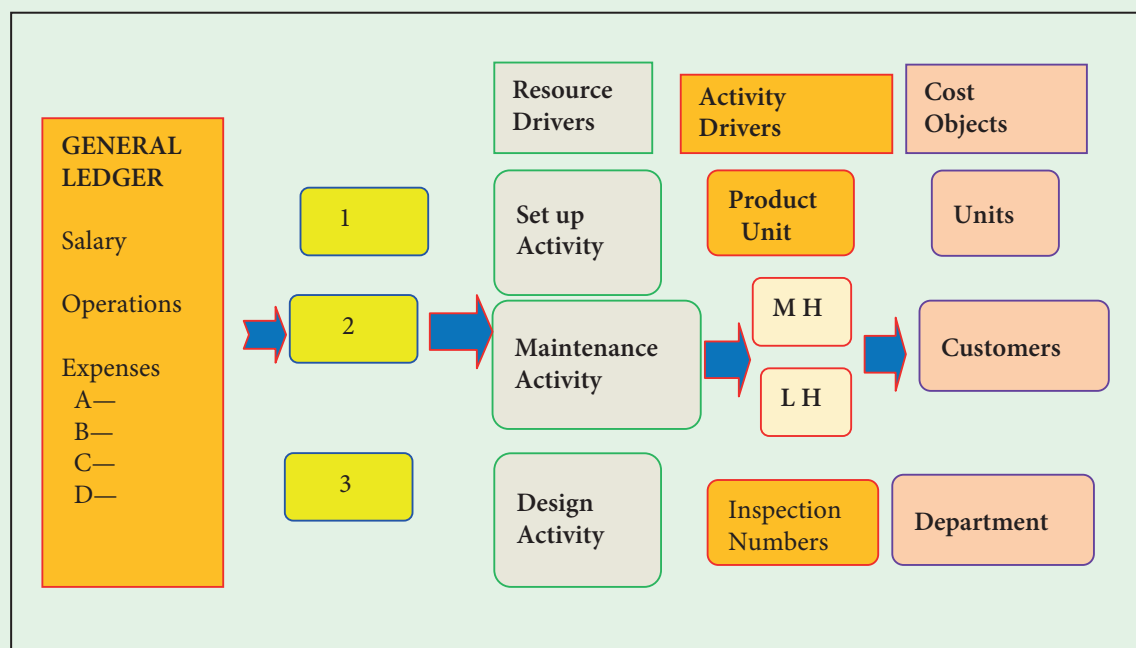 GENERAL
LEDGER
Salary
Operations
Expenses
A—
B—
C—
D—
1
2
3
Resource
Drivers
Set up
Activity
Maintenance
Activity
Design
Activity
Activity
Drivers
Product
Unit
M H
L H
Inspection
Numbers
Cost
Objects
Units
Customers
Department